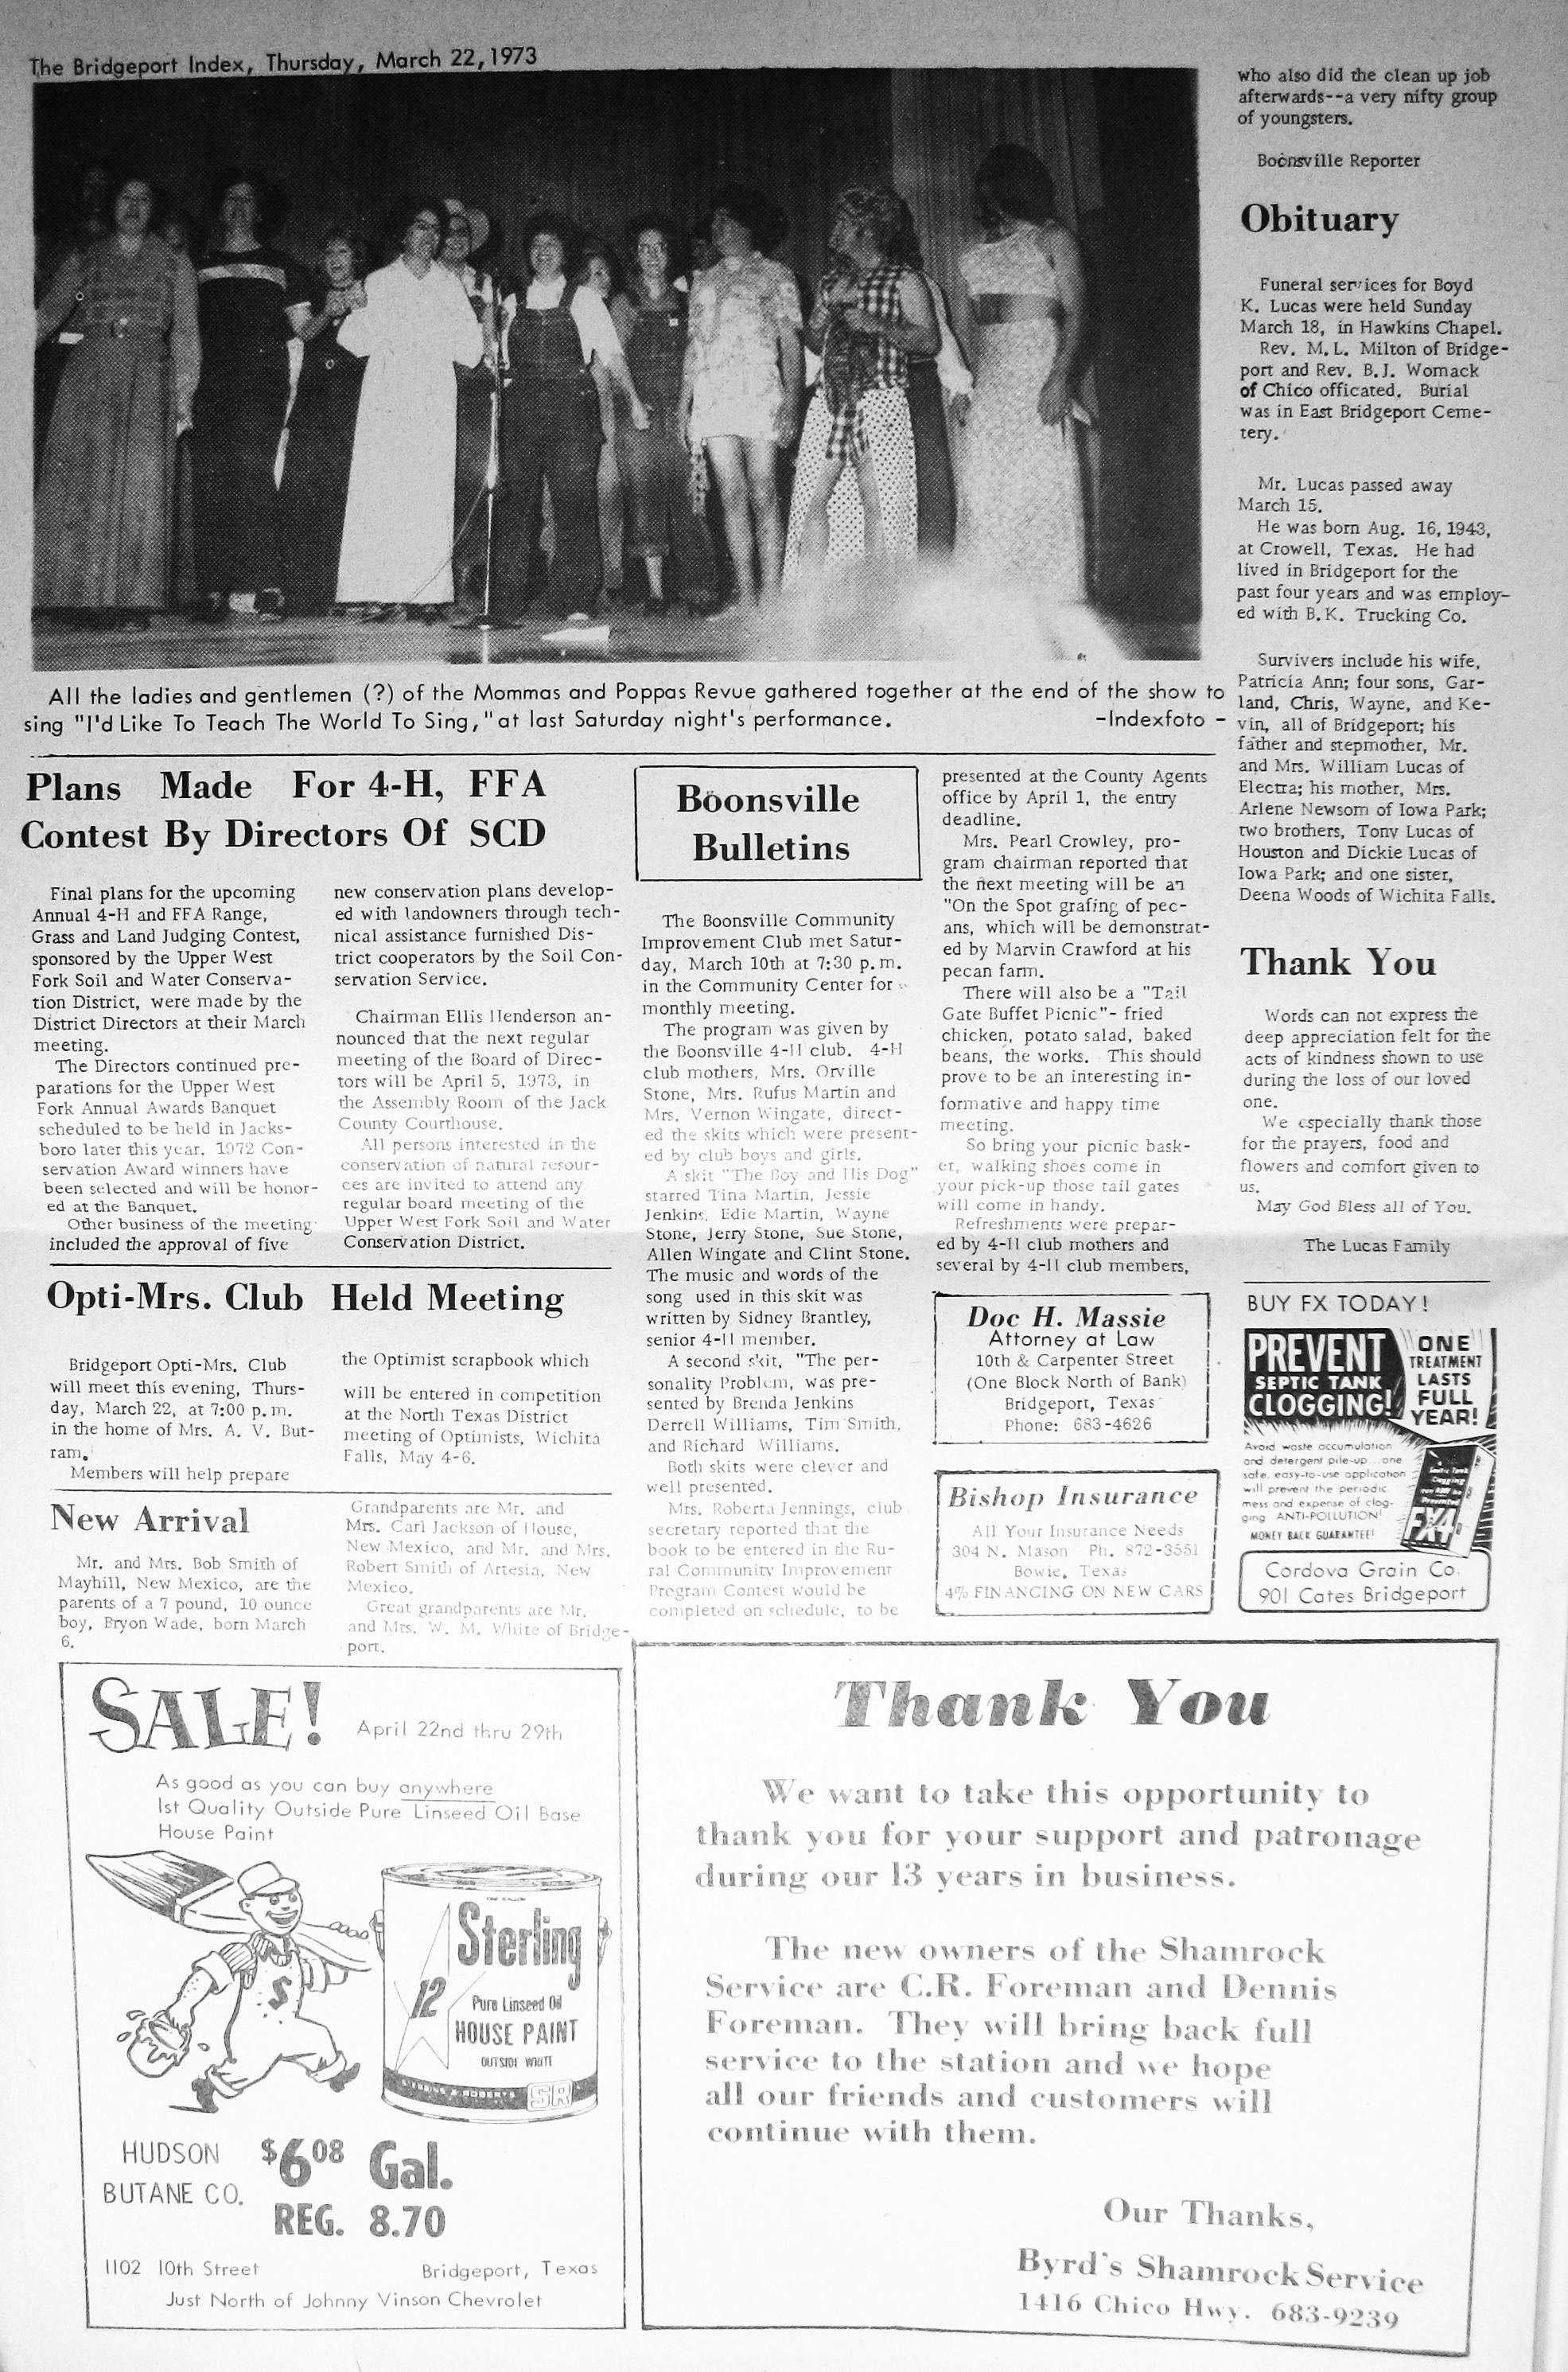 The Bridgeport Index, Thursday, March 22, 1973
All the ladies and gentlemen (?) of the Mommas and Poppas Revue gathered together at the end of the show to
sing "I'd Like To Teach The World To Sing," at last Saturday night's performance. -Indexfoto -
Plans Made For 4-H, FFA
Contest By Directors Of SCD
Final plans for the upcoming
Annual 4-H and FFA Range,
Grass and Land Judging Contest,
sponsored by the Upper West
Fork Soil and Water Conserva-
tion District, were made by the
District Directors at their March
meeting.
The Directors continued pre-
parations for the Upper West
Fork Annual Awards Banquet
scheduled to be held in Jacks-
boro later this year. 1972 Con-
servation Award winners have
been selected and will be honor-
ed at the Banquet.
Other business of the meeting
included the approval of five
new conservation plans develop-
ed with landowners through tech-
nical assistance furnished Dis-
trict cooperators by the Soil Con-
servation Service.
Chairman Ellis Henderson an-
nounced that the next regular
meeting of the Board of Direc-
tors will be April 5, 1973, in
the Assembly Room of the Jack
County Courthouse.
All persons interested in the
conservation of natural resour-
ces are invited to attend any
regular board meeting of the
Upper West Fork Soil and Water
Conservation District.
Opti-Mrs. Club Held Meeting
Bridgeport Opti-Mrs. Club
will meet this evening, Thurs-
day, March 22, at 7:00 p.m.
in the home of Mrs. A. V. But-
ram.
Members will help prepare
the Optimist scrapbook which
will be entered in competition
at the North Texas District
meeting of Optimists, Wichita
Falls, May 4-6.
New Arrival
Mr. and Mrs. Bob Smith of
Mayhill, New Mexico, are the
parents of a 7 pound, 10 ounce
boy, Bryon Wade, born March
6.
Grandparents are Mr. and
Mrs. Carl Jackson of House,
New Mexico, and Mr. and Mrs.
Robert Smith of Artesia, New
Mexico.
Great grandparents are Mr.
and Mrs. W. M. White of Bridge-
port.
Boonsville
Bulletins
The Boonsville Community
Improvement Club met Satur-
day, March 10th at 7:30 p.m.
in the Community Center for
monthly meeting.
The program was given by
the Boonsville 4-H club. 4-H
club mothers, Mrs. Orville
Stone, Mrs. Rufus Martin and
Mrs. Vernon Wingate, direct-
ed the skits which were present-
ed by club boys and girls.
A skit "The Boy and His Dog"
starred Tina Martin, Jessie
Jenkins, Edie Martin, Wayne
Stone, Jerry Stone, Sue Stone,
Allen Wingate and Clint Stone.
The music and words of the
song used in this skit was
written by Sidney Brantley,
senior 4-H member.
A second skit, "The per-
sonality Problem, was pre-
sented by Brenda Jenkins
Derrell Williams, Tim Smith,
and Richard Williams.
Both skits were clever and
well presented.
Mrs. Roberta Jennings, club
secretary reported that the
book to be entered in the Ru-
ral Community Improvement
Program Contest would be
completed on schedule, to be
presented at the County Agents
office by April 1, the entry
deadline.
Mrs. Pearl Crowley, pro-
gram chairman reported that
the next meeting will be an
"On the Spot grafing of pec-
ans, which will be demonstrat-
ed by Marvin Crawford at his
pecan farm.
There will also be a "Tail
Gate Buffet Picnic"- fried
chicken, potato salad, baked
beans, the works. This should
prove to be an interesting in-
formative and happy time
meeting.
So bring your picnic bask-
et, walking shoes come in
your pick-up those tail gates
will come in handy.
Refreshments were prepar-
ed by 4-H club mothers and
several by 4-H club members,
who also did the clean up job
afterwards--a very nifty group
of youngsters.
Boonsville Reporter
Obituary
Funeral services for Boyd
K. Lucas were held Sunday
March 18, in Hawkins Chapel.
Rev. M.L. Milton of Bridge-
port and Rev. B.J. Womack
of Chico officated. Burial
was in East Bridgeport Ceme-
tery.
Mr. Lucas passed away
March 15.
He was born Aug. 16, 1943,
at Crowell, Texas. He had
lived in Bridgeport for the
past four years and was employ-
ed with B.K. Trucking Co.
Survivers include his wife,
Patricia Ann; four sons, Gar-
land, Chris, Wayne, and Ke-
vin, all of Bridgeport; his
father and stepmother, Mr.
and Mrs. William Lucas of
Electra; his mother, Mrs.
Arlene Newsom of Iowa Park;
two brothers, Tony Lucas of
Houston and Dickie Lucas of
Iowa Park; and one sister,
Deena Woods of Wichita Falls.
Thank You
Words can not express the
deep appreciation felt for the
acts of kindness shown to use
during the loss of our loved
one.
We especially thank those
for the prayers, food and
flowers and comfort given to
us.
May God Bless all of You.
The Lucas Family
Doc H. Massie
Attorney at Law
10th & Carpenter Street
(One Block North of Bank)
Bridgeport, Texas
Phone: 683-4626
Bishop Insurance
All Your Insurance Needs
304 N. Mason Ph. 872-3551
Bowie, Texas
4% FINANCING ON NEW CARS
BUY FX TODAY!
PREVENT
SEPTIC TANK
CLOGGING!
ONE
TREATMENT
LASTS
FULL
YEAR!
Avoid waste accumulation
and detergent pile-up...one
safe, easy-to-use application
will prevent the periodic
mess and expense of clog-
ging ANTI-POLLUTION!
MONEY BACK GUARANTEE!
FX4
Cordova Grain Co.
901 Cates Bridgeport
SALE! April 22nd thru 29th
As good as you can buy anywhere
1st Quality Outside Pure Linseed Oil Base
House Paint
ONE GALLON
Sterling
12
Pure Linseed Oil
HOUSE PAINT
OUTSIDE WHITE
SR
S
HUDSON
BUTANE CO.
$6.08 Gal.
REG. 8.70
1102 10th Street Bridgeport, Texas
Just North of Johnny Vinson Chevrolet
Thank You
We want to take this opportunity to
thank you for your support and patronage
during our 13 years in business.
The new owners of the Shamrock
Service are C.R. Foreman and Dennis
Foreman. They will bring back full
service to the station and we hope
all our friends and customers will
continue with them.
Our Thanks,
Byrd's Shamrock Service
1416 Chico Hwy. 683-9239